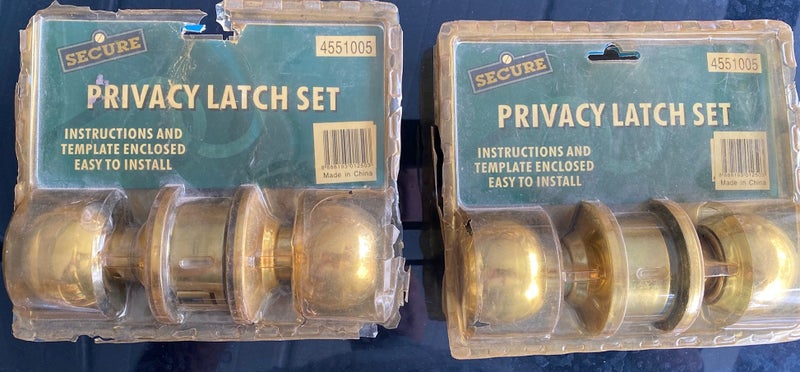 SECURE
4551005
PRIVACY LATCH SET
INSTRUCTIONS AND
TEMPLATE ENCLOSED
EASY TO INSTALL
Made in China
SECURE
4551005
PRIVACY LATCH SET
INSTRUCTIONS AND
TEMPLATE ENCLOSED
EASY TO INSTALL
Made in China